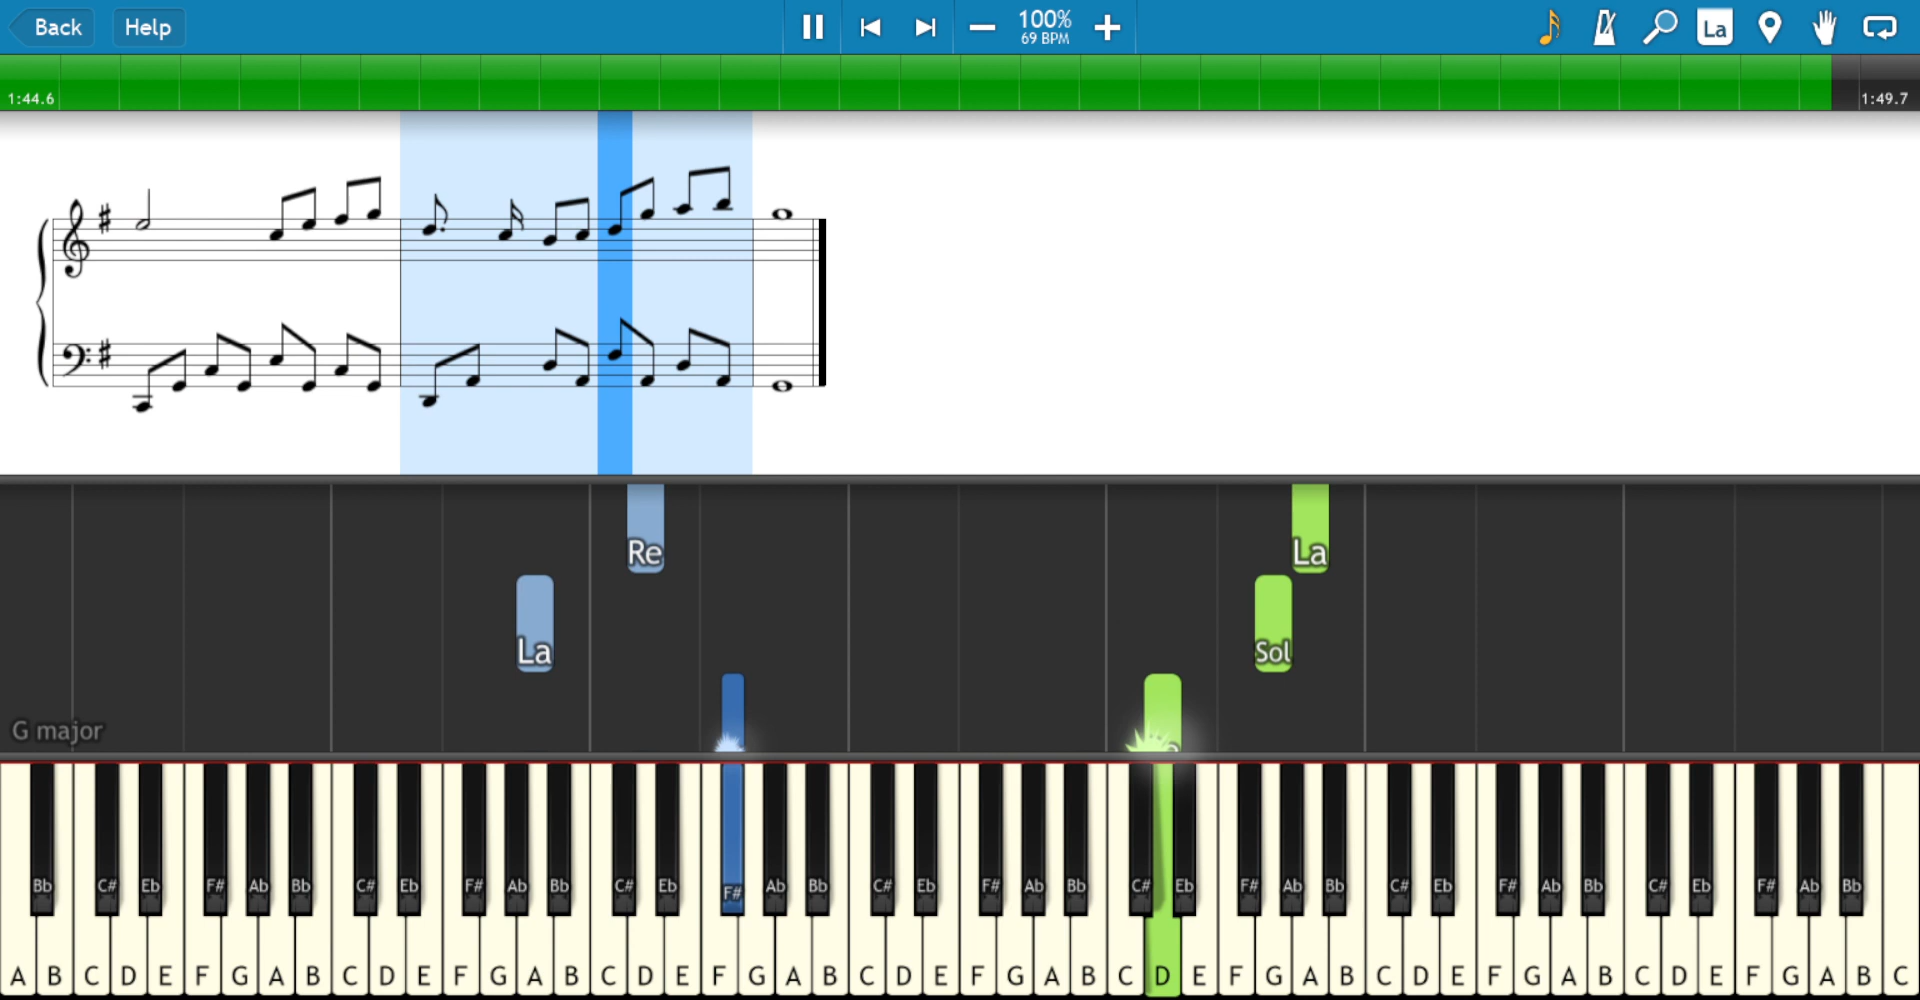 Back Help 100% La
69 BPM
1:44.6 1:49.7
Re La
La Sol
G major
Bb C# Eb F# Ab Bb C# Eb F# Ab Bb C# Eb F# Ab Bb C# Eb F# Ab Bb C# Eb F# Ab Bb C# Eb F# Ab Bb C# Eb F# Ab Bb
A B C D E F G A B C D E F G A B C D E F G A B C D E F G A B C D E F G A B C D E F G A B C D E F G A B C